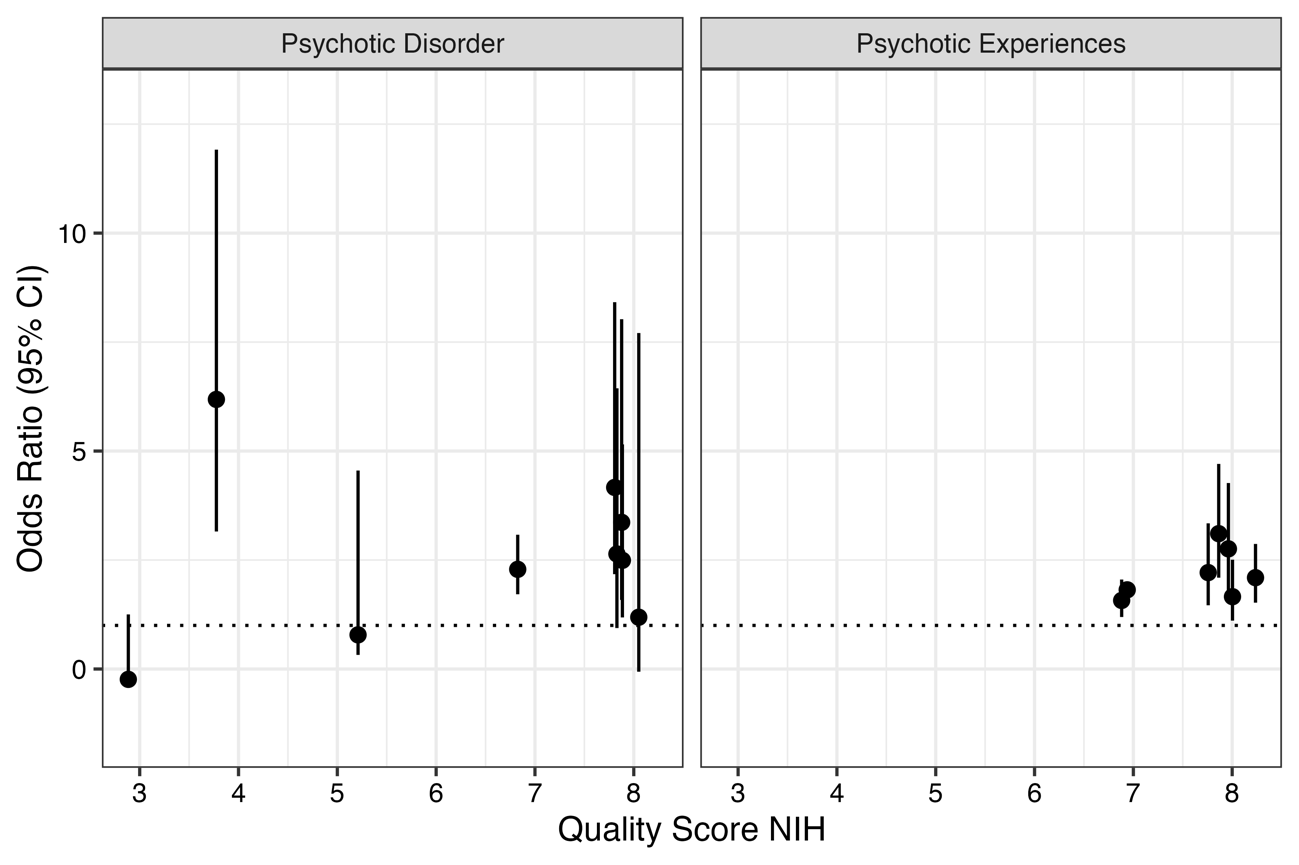 Psychotic Disorder
Psychotic Experiences
Odds Ratio (95% CI)
10
5
0
3 4 5 6 7 8
3 4 5 6 7 8
Quality Score NIH